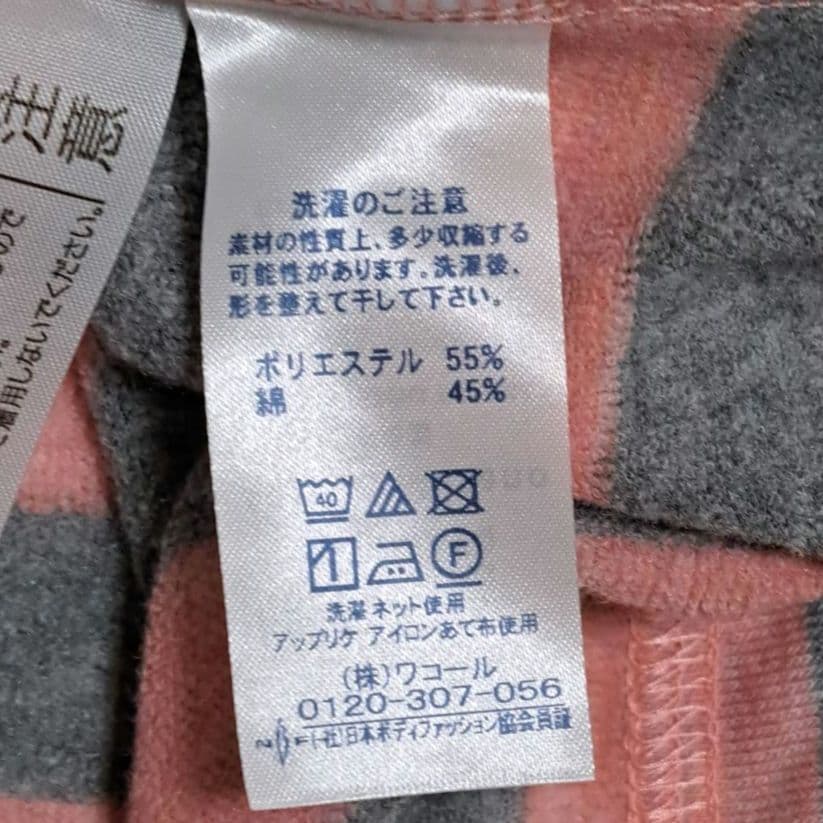 注意
洗濯のご注意
素材の性質上、多少収縮する
可能性があります。洗濯後、
形を整えて干して下さい。
ポリエステル 55%
綿 45%
40
F
洗濯ネット使用
アップリケ アイロンあて布使用
(株)ワコール
0120-307-056
(一社)日本ボディファッション協会員証